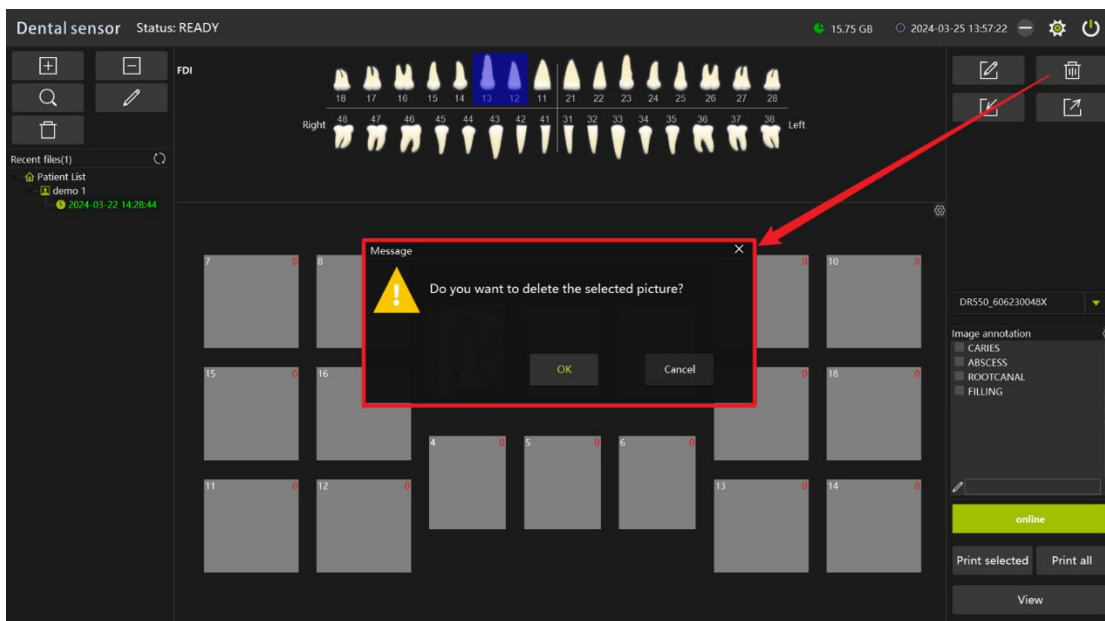 Dental sensor Status: READY 15.75 GB 2024-03-25 13:57:22
FDI
18 17 16 15 14 13 12 11 21 22 23 24 25 26 27 28
Right 48 47 46 45 44 43 42 41 31 32 33 34 35 36 37 38 Left
Recent files(1)
Patient List
demo 1
2024-03-22 14:28:44
Message
Do you want to delete the selected picture?
OK Cancel
7 0 8 0 10 0
15 0 16 0 18 0
4 0 5 0 6 0
11 0 12 0 13 0 14 0
DR550_606230048X
Image annotation
CARIES
ABSCESS
ROOTCANAL
FILLING
online
Print selected Print all
View